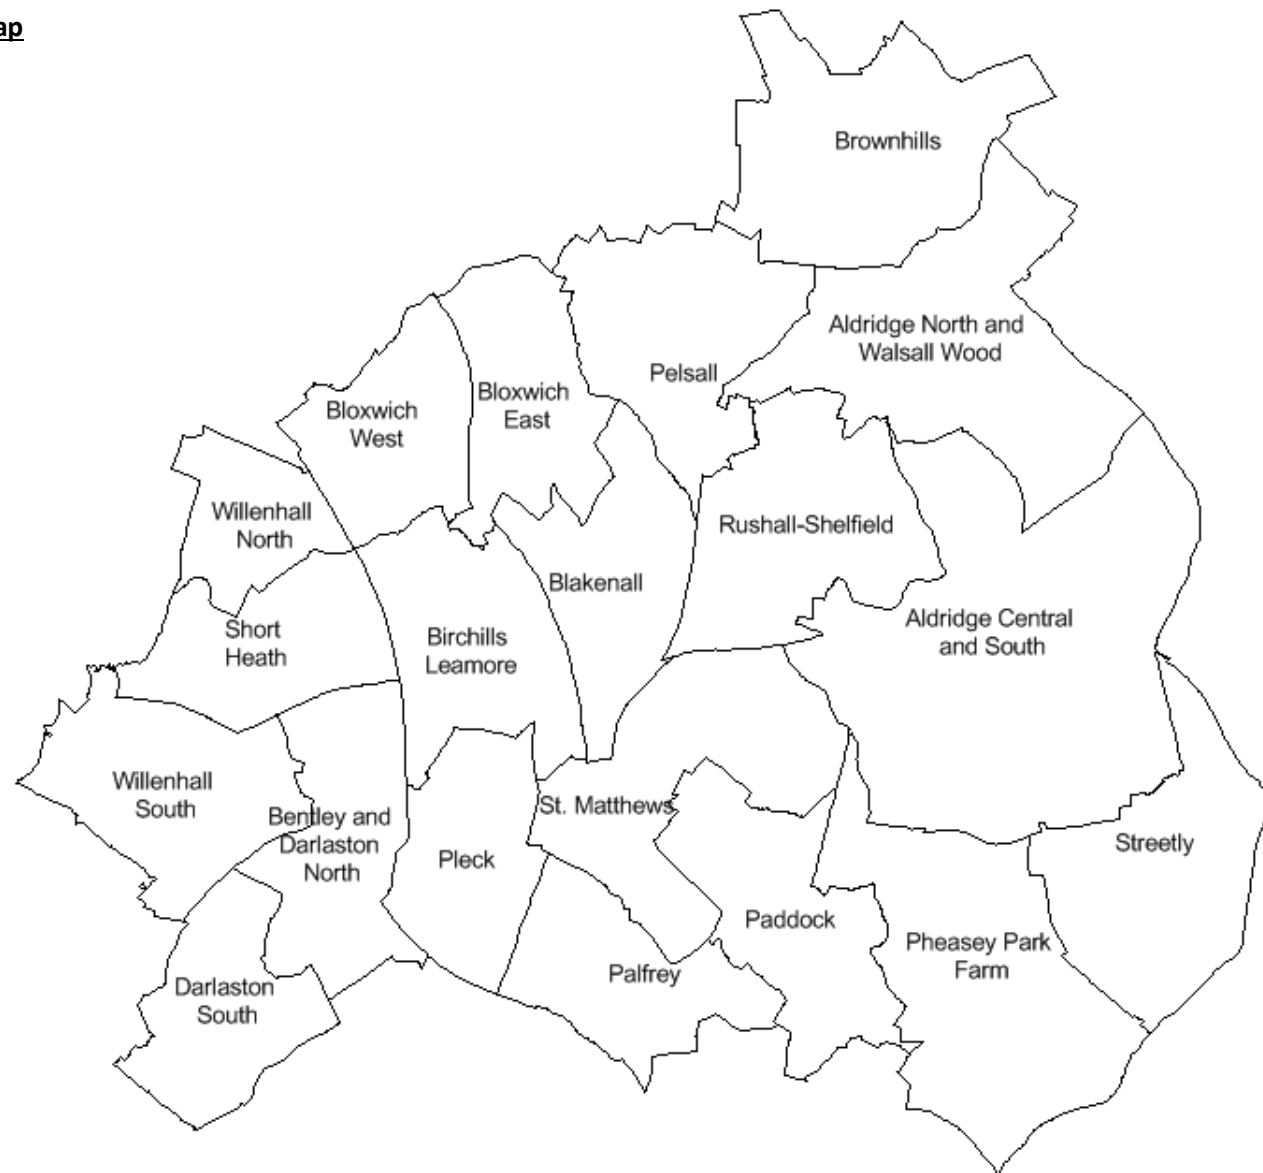 ap
Brownhills
Aldridge North and
Walsall Wood
Pelsall
Bloxwich
East
Bloxwich
West
Willenhall
North
Rushall-Shelfield
Blakenall
Short
Heath
Birchills
Leamore
Aldridge Central
and South
Willenhall
South
St. Matthews
Bentley and
Darlaston
North
Pleck
Streetly
Paddock
Pheasey Park
Farm
Palfrey
Darlaston
South